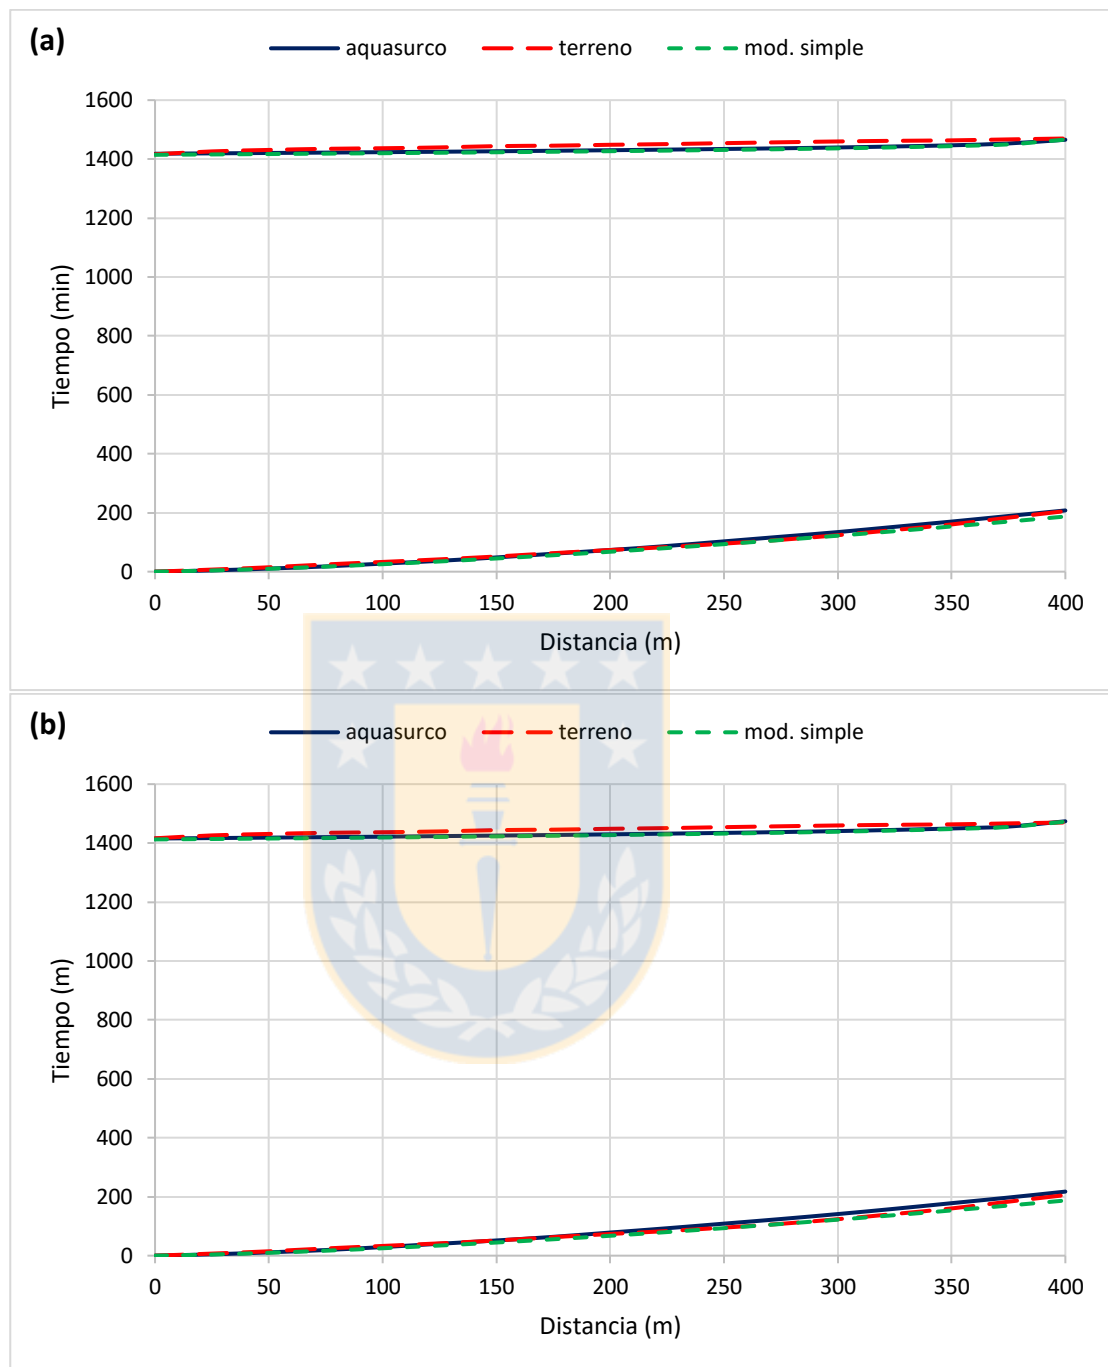 (a)
aquasurco terreno mod. simple
1600
1400
1200
1000
800
600
400
200
0
Tiempo (min)
0 50 100 150 200 250 300 350 400
Distancia (m)
(b)
aquasurco terreno mod. simple
1600
1400
1200
1000
800
600
400
200
0
Tiempo (m)
0 50 100 150 200 250 300 350 400
Distancia (m)